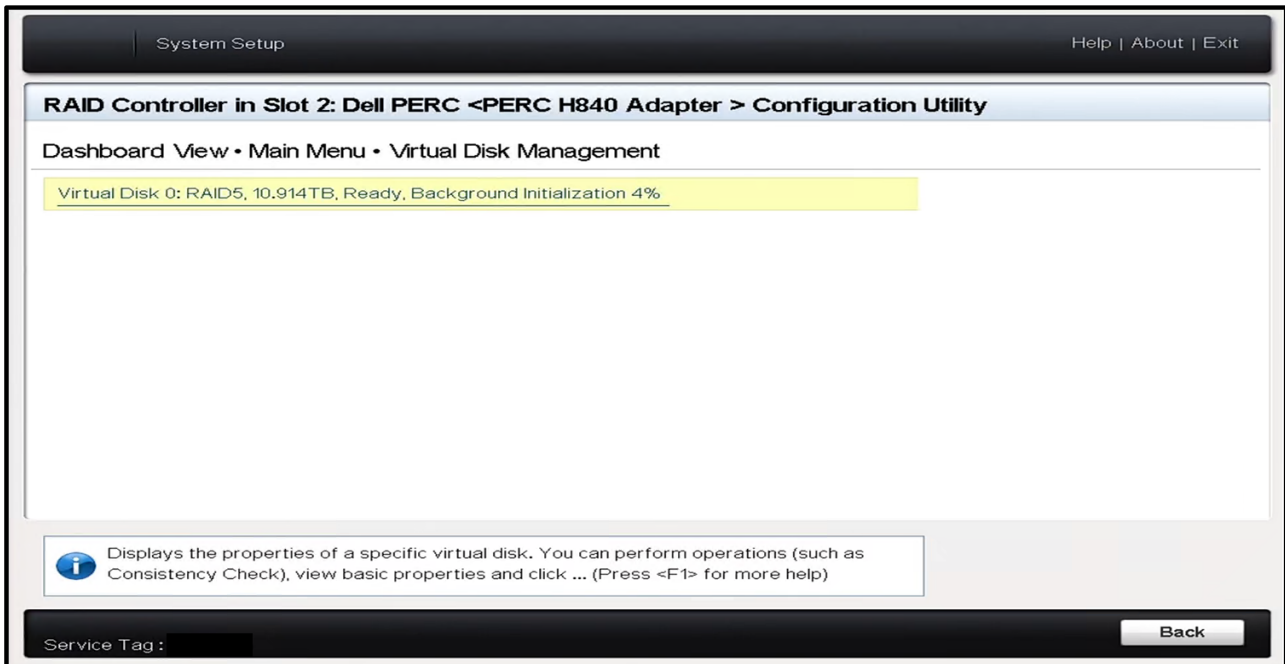 System Setup
Help | About | Exit
RAID Controller in Slot 2: Dell PERC <PERC H840 Adapter > Configuration Utility
Dashboard View • Main Menu • Virtual Disk Management
Virtual Disk 0: RAID5, 10.914TB, Ready, Background Initialization 4%
Displays the properties of a specific virtual disk. You can perform operations (such as
Consistency Check), view basic properties and click ... (Press <F1> for more help)
Service Tag :
Back